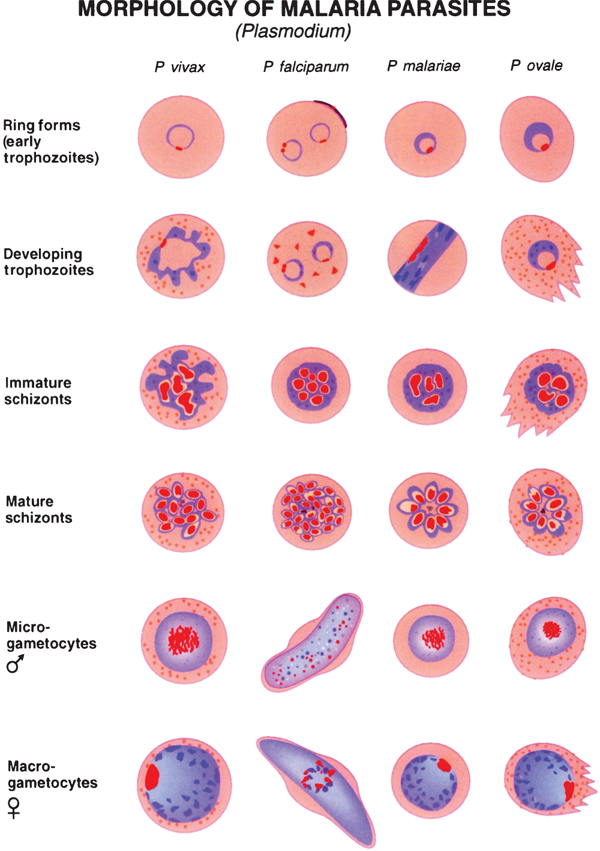 MORPHOLOGY OF MALARIA PARASITES
(Plasmodium)
P vivax P falciparum P malariae P ovale
Ring forms
(early
trophozoites)
Developing
trophozoites
Immature
schizonts
Mature
schizonts
Micro-
gametocytes
♂
Macro-
gametocytes
♀